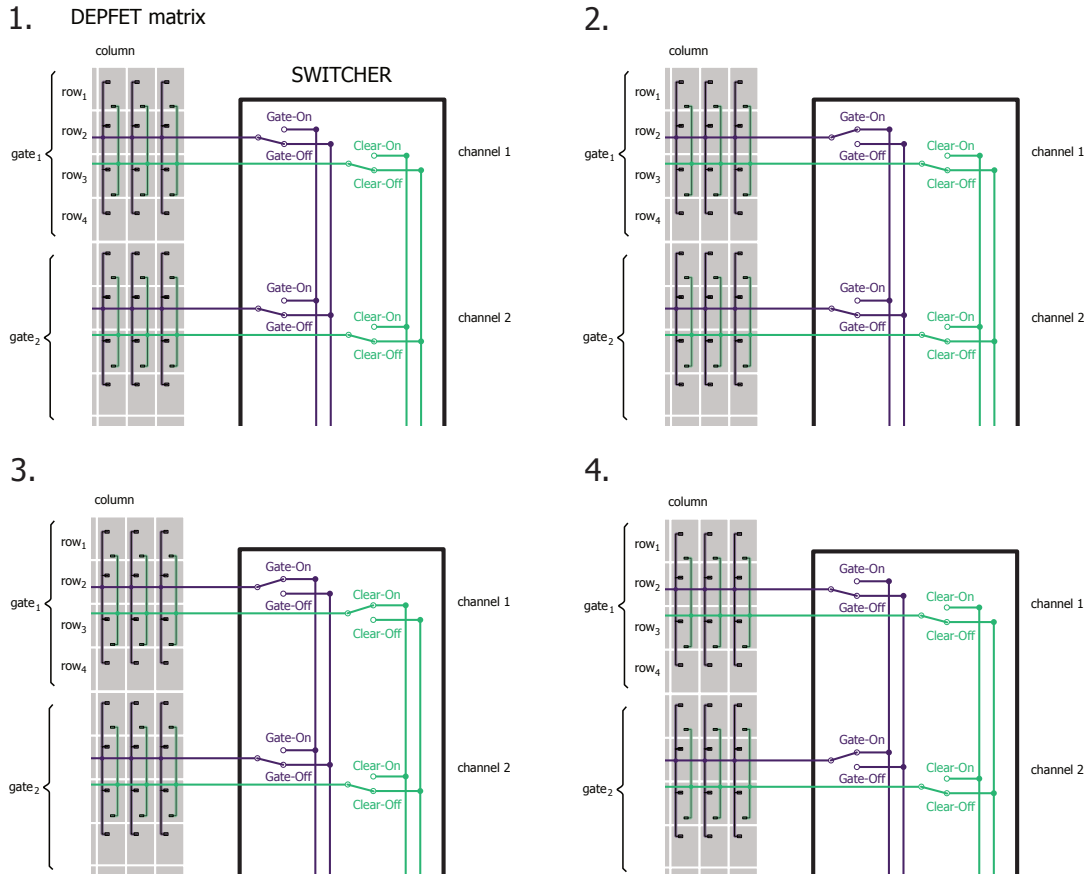 1. DEPFET matrix
column
SWITCHER
row₁
row₂
gate₁
row₃
row₄
Gate-On
Gate-Off
Clear-On
Clear-Off
channel 1
gate₂
Gate-On
Gate-Off
Clear-On
Clear-Off
channel 2
2.
column
row₁
row₂
gate₁
row₃
row₄
Gate-On
Gate-Off
Clear-On
Clear-Off
channel 1
gate₂
Gate-On
Gate-Off
Clear-On
Clear-Off
channel 2
3.
column
row₁
row₂
gate₁
row₃
row₄
Gate-On
Gate-Off
Clear-On
Clear-Off
channel 1
gate₂
Gate-On
Gate-Off
Clear-On
Clear-Off
channel 2
4.
column
row₁
row₂
gate₁
row₃
row₄
Gate-On
Gate-Off
Clear-On
Clear-Off
channel 1
gate₂
Gate-On
Gate-Off
Clear-On
Clear-Off
channel 2